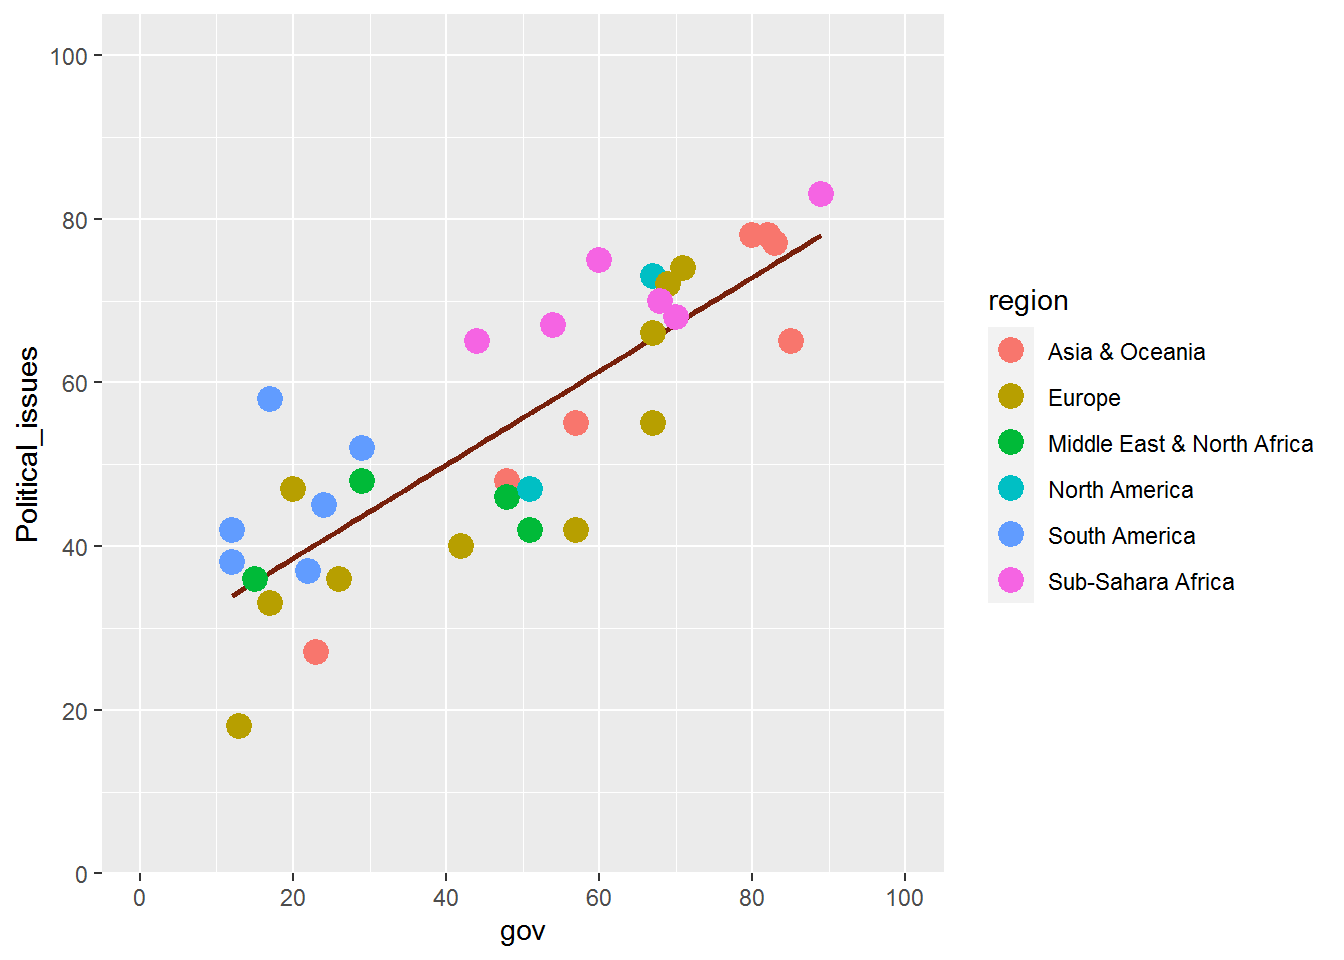 100
80
60
40
20
0
Political_issues
0 20 40 60 80 100
gov
region
Asia & Oceania
Europe
Middle East & North Africa
North America
South America
Sub-Sahara Africa